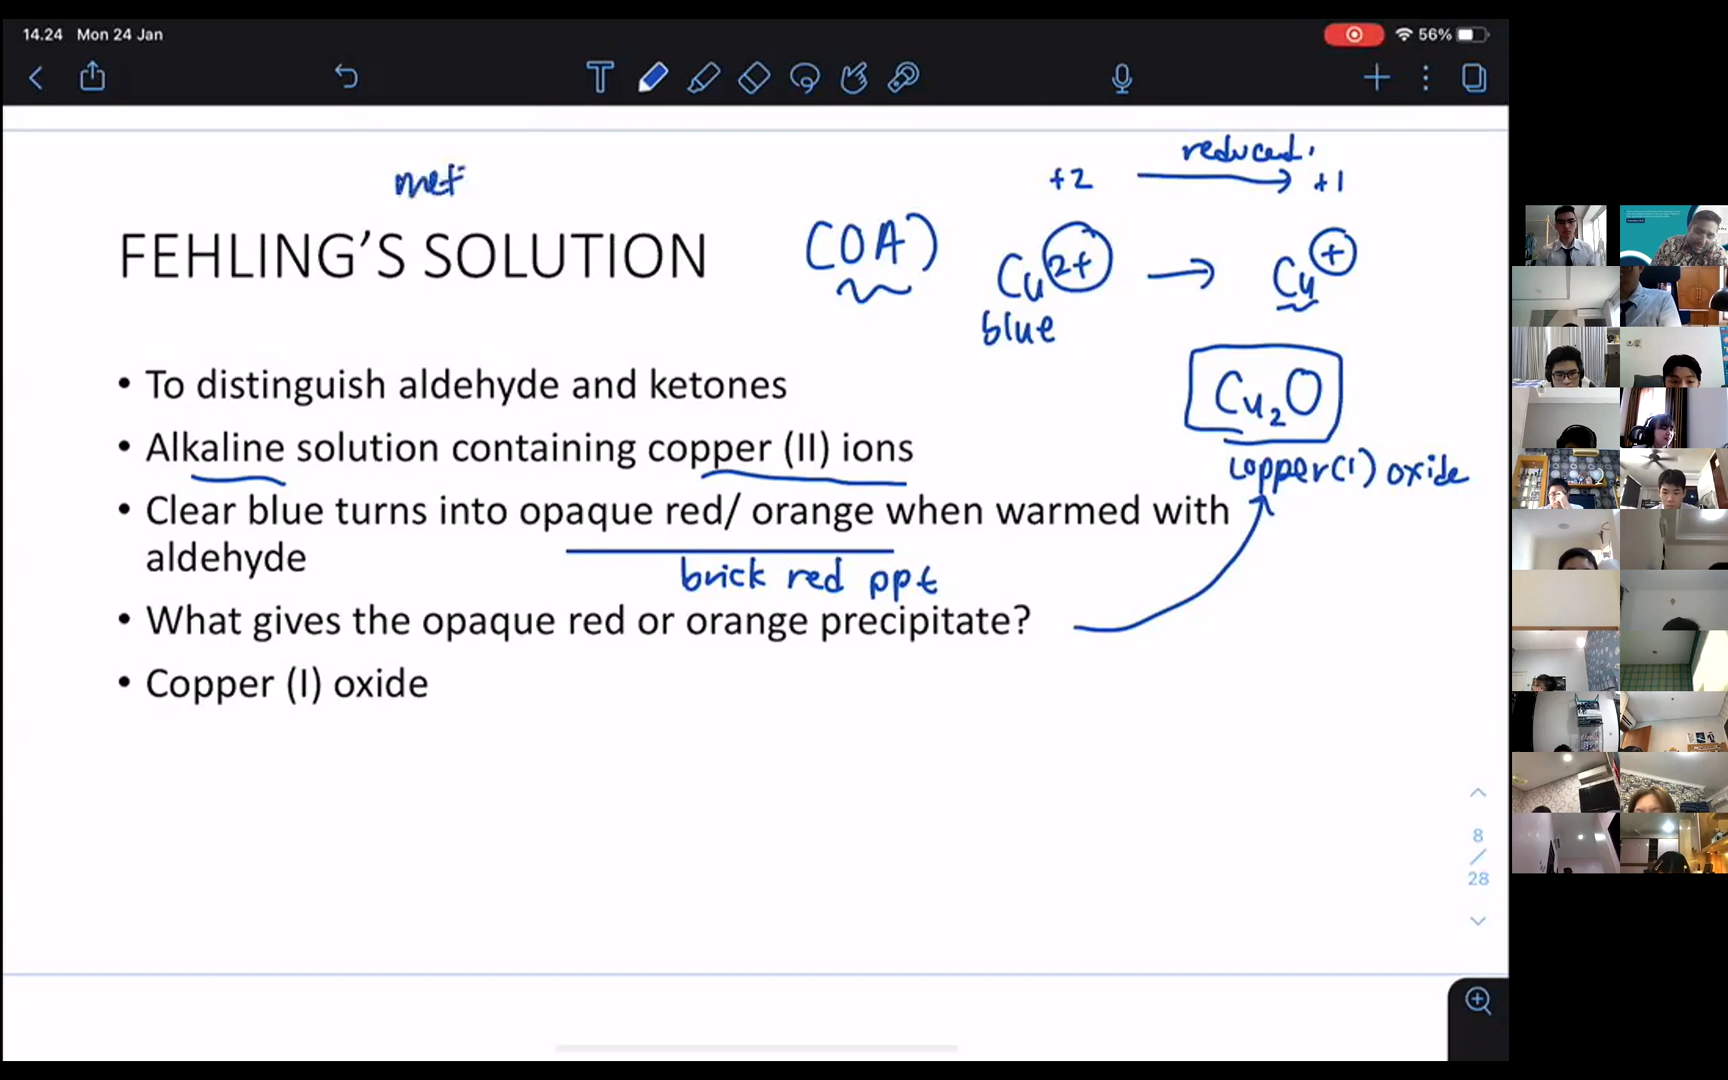 14.24 Mon 24 Jan
56%
met
reduced.
+2 +1
FEHLING'S SOLUTION
(OA)
Cu2+ → Cu+
blue
• To distinguish aldehyde and ketones
Cu2O
• Alkaline solution containing copper (II) ions
copper(I) oxide
• Clear blue turns into opaque red/ orange when warmed with
aldehyde
brick red ppt
• What gives the opaque red or orange precipitate?
• Copper (I) oxide
8
/
28